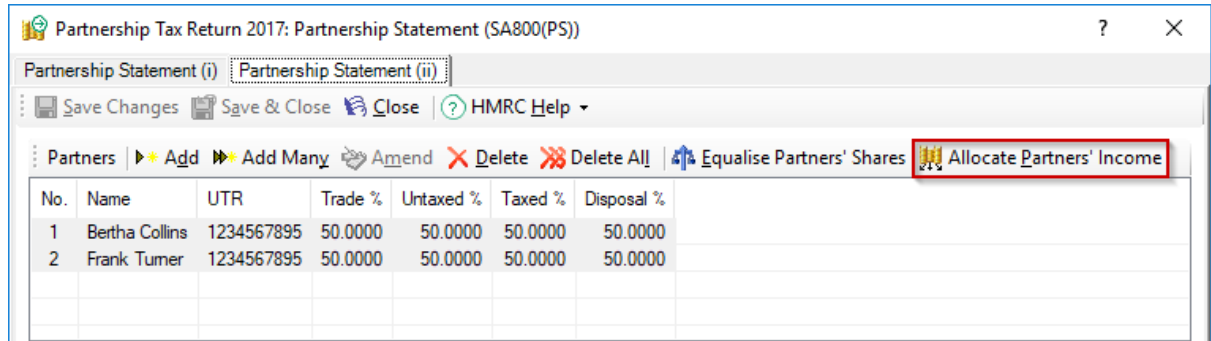 Partnership Tax Return 2017: Partnership Statement (SA800(PS)) ?
Partnership Statement (i) Partnership Statement (ii)
Save Changes Save & Close Close ? HMRC Help
Partners Add Add Many Amend Delete Delete All Equalise Partners' Shares Allocate Partners' Income
No. Name UTR Trade % Untaxed % Taxed % Disposal %
1 Bertha Collins 1234567895 50.0000 50.0000 50.0000 50.0000
2 Frank Turner 1234567895 50.0000 50.0000 50.0000 50.0000